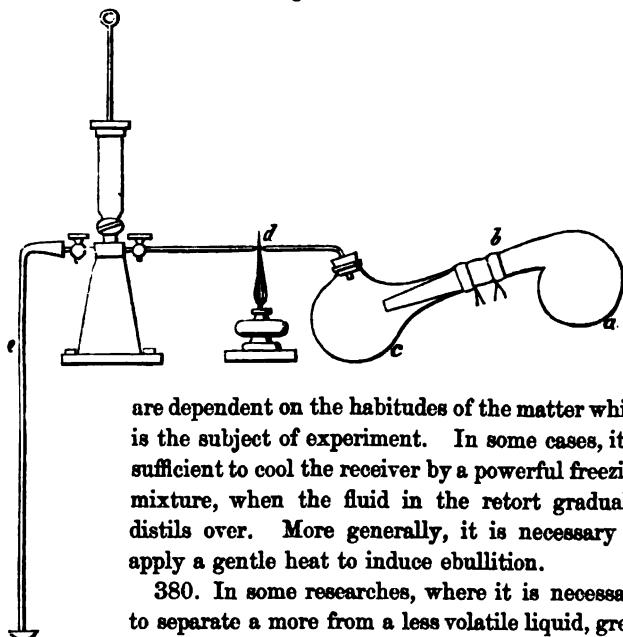 d
b
e
c
a
are dependent on the habitudes of the matter whi
is the subject of experiment. In some cases, it
sufficient to cool the receiver by a powerful freezi
mixture, when the fluid in the retort gradual
distils over. More generally, it is necessary
apply a gentle heat to induce ebullition.
380. In some researches, where it is necessa
to separate a more from a less volatile liquid, gre